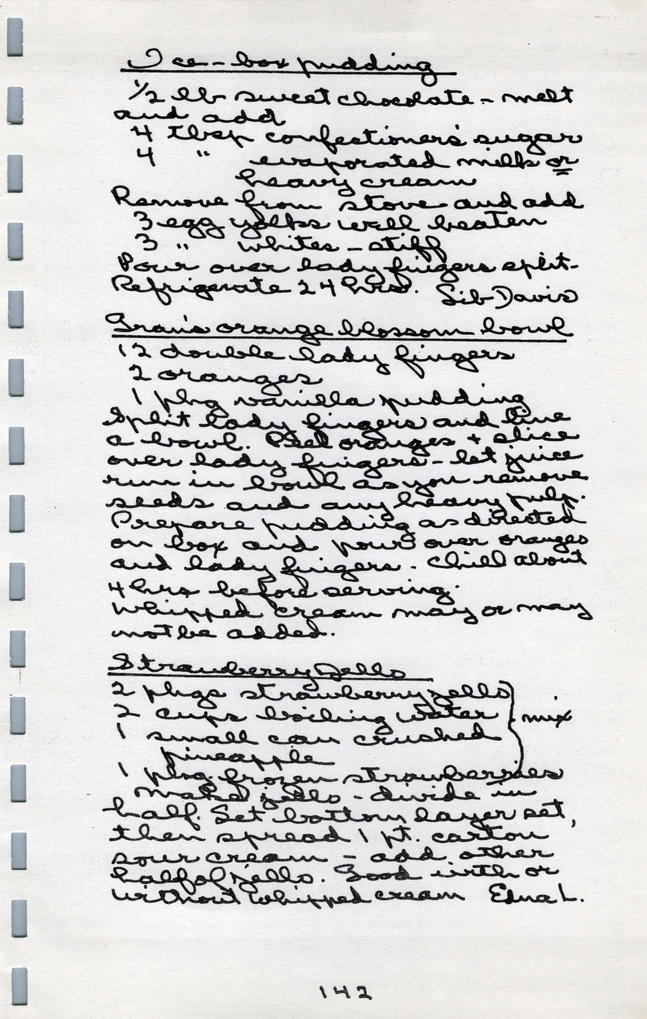 Ice-box pudding
1/2 lb sweet chocolate - melt
and add
4 tbsp confectioners' sugar
4 " evaporated milk or
heavy cream
Remove from stove and add
3 egg yolks well beaten
3 " whites - stiff
Pour over lady fingers split-
Refrigerate 24 hrs. Sib Davis
Gran's orange blossom bowl
12 double lady fingers
2 oranges
1 pkg vanilla pudding
Split lady fingers and line
a bowl. Peel oranges + slice
over lady fingers - let juice
run in bowl as you remove
seeds and any heavy pulp.
Prepare pudding as directed
on box and pour over oranges
and lady fingers. Chill about
4 hrs before serving.
Whipped cream may or may
not be added.
Strawberry Jello
2 pkgs strawberry jello
2 cups boiling water
mix
1 small can crushed
pineapple
1 pkg frozen strawberries
Make jello - divide in
half. Set bottom layer set,
then spread 1 pt. carton
sour cream - add other
half of jello. Good with or
without whipped cream Edna L.
142